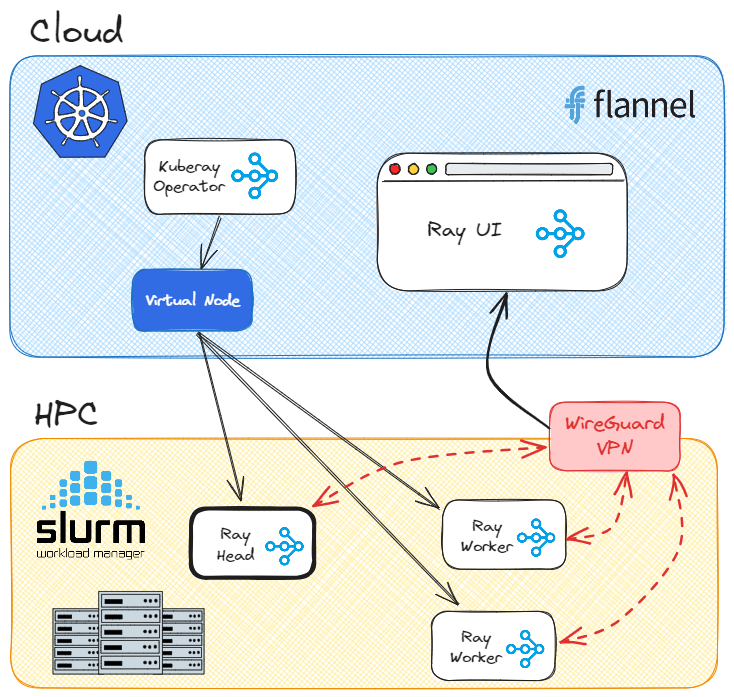 Cloud
flannel
Kuberay
Operator
Ray UI
Virtual Node
HPC
WireGuard
VPN
slurm
workload manager
Ray
Head
Ray
Worker
Ray
Worker